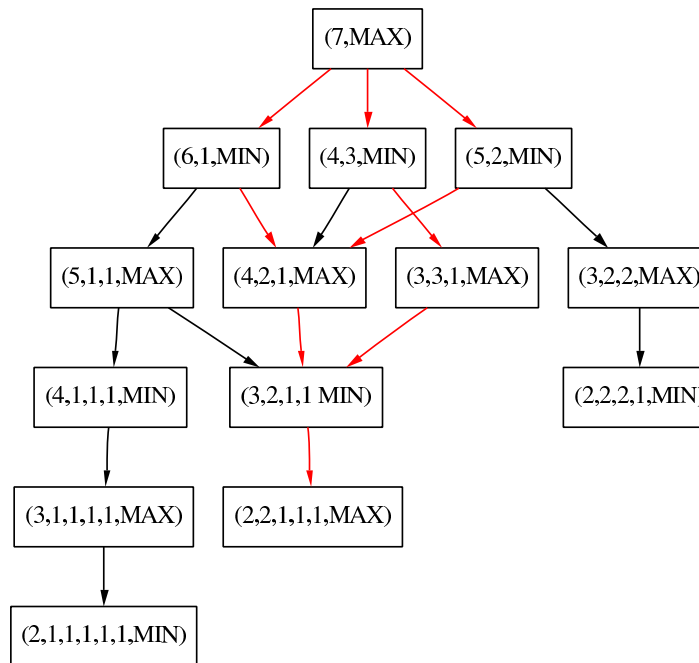 (7,MAX)
(6,1,MIN)
(4,3,MIN)
(5,2,MIN)
(5,1,1,MAX)
(4,2,1,MAX)
(3,3,1,MAX)
(3,2,2,MAX)
(4,1,1,1,MIN)
(3,2,1,1 MIN)
(2,2,2,1,MIN)
(3,1,1,1,1,MAX)
(2,2,1,1,1,MAX)
(2,1,1,1,1,1,MIN)